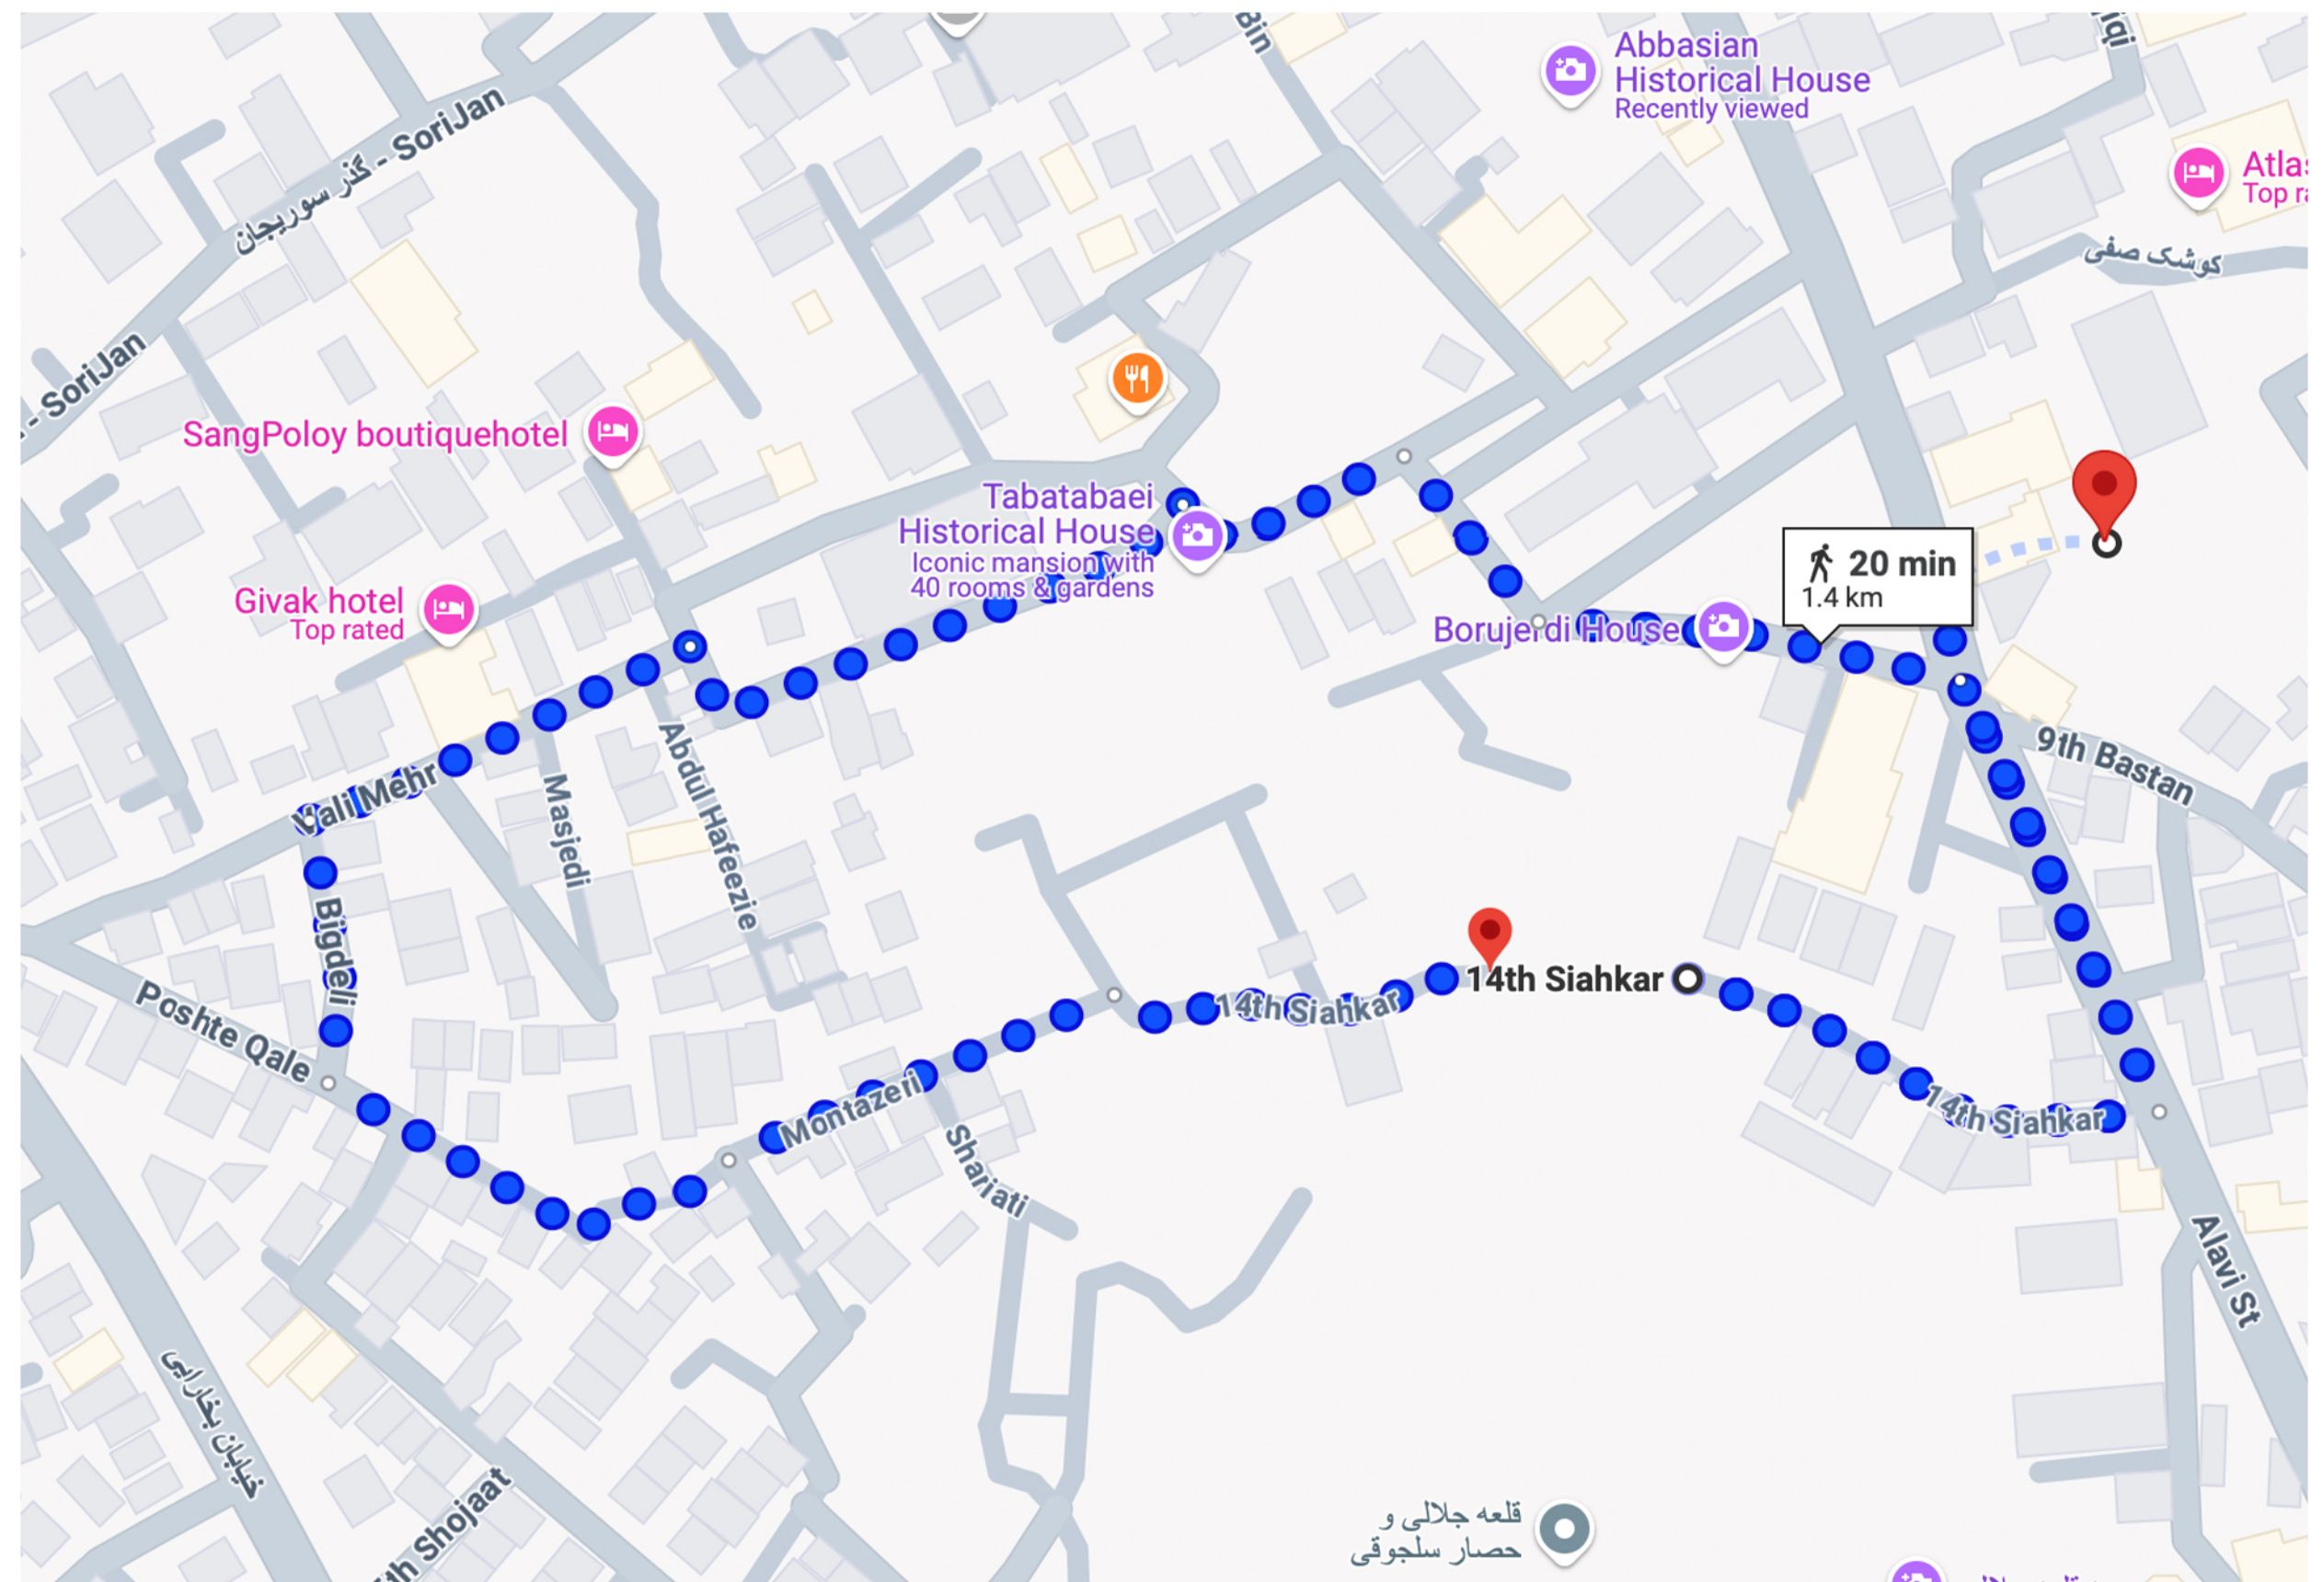 Bin
Abbasian
Historical House
Recently viewed
گذر سوریجان - SoriJan
SoriJan
کوشک صفی
SangPoloy boutiquehotel
Tabatabaei
Historical House
Iconic mansion with
40 rooms & gardens
Givak hotel
Top rated
Borujerdi House
20 min
1.4 km
9th Bastan
Vali Mehr
Masjedi
Abdul Hafeezie
Bigdeli
Poshte Qale
14th Siahkar
14th Siahkar
14th Siahkar
Montazeri
Shariati
Alavi St
th Shojaat
قلعه جلالی و
حصار سلجوقی